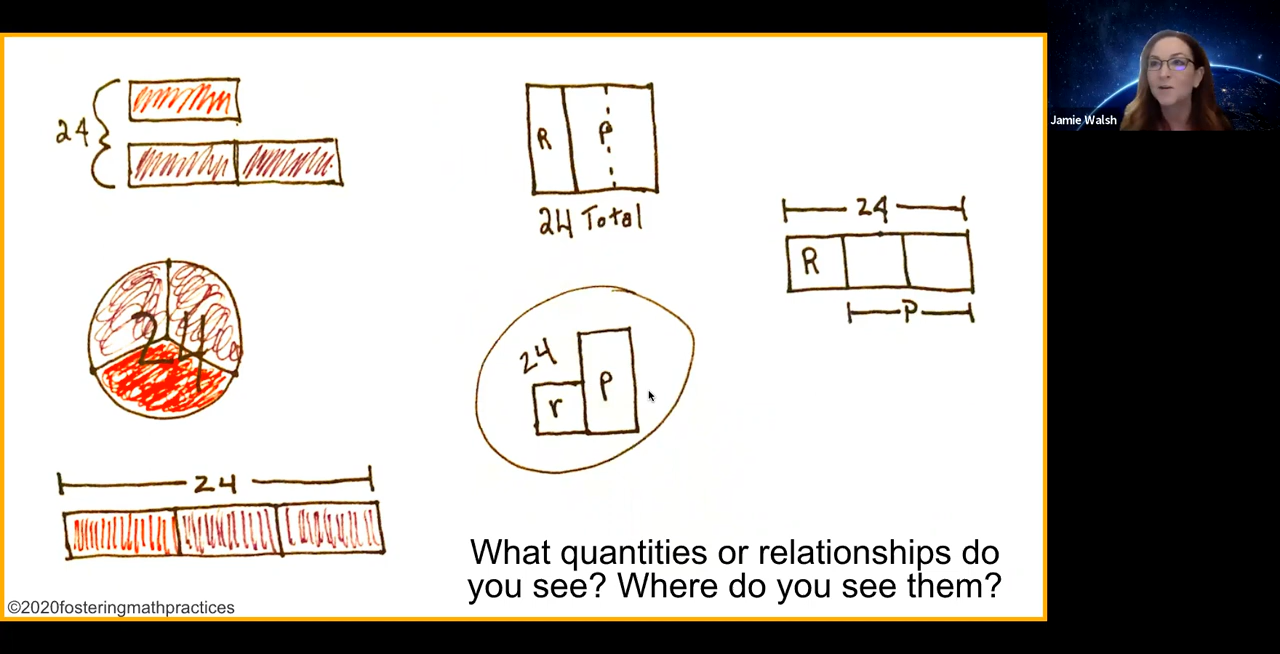 24
R P
24 Total
24
R
P
24
24
r P
24
What quantities or relationships do
you see? Where do you see them?
©2020fosteringmathpractices
Jamie Walsh